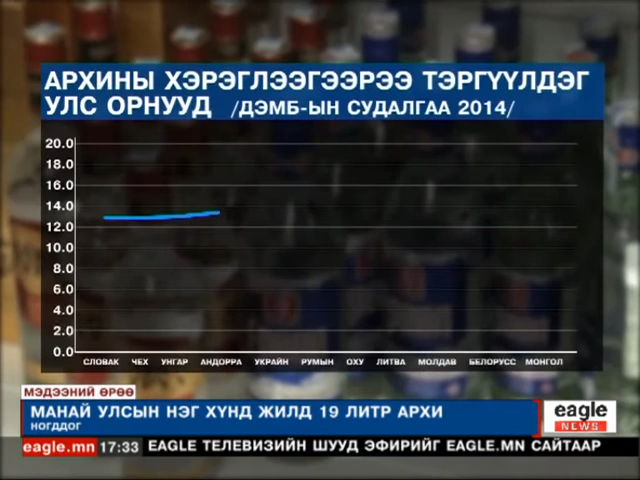 АРХИНЫ ХЭРЭГЛЭЭГЭЭРЭЭ ТЭРГҮҮЛДЭГ
УЛС ОРНУУД /ДЭМБ-ЫН СУДАЛГАА 2014/
20.0
18.0
16.0
14.0
12.0
10.0
8.0
6.0
4.0
2.0
0.0
СЛОВАК ЧЕХ УНГАР АНДОРРА УКРАЙН РУМЫН ОХУ ЛИТВА МОЛДАВ БЕЛОРУСС МОНГОЛ
МЭДЭЭНИЙ ӨРӨӨ
МАНАЙ УЛСЫН НЭГ ХҮНД ЖИЛД 19 ЛИТР АРХИ
НОГДДОГ
eagle
NEWS
eagle.mn 17:33 EAGLE ТЕЛЕВИЗИЙН ШУУД ЭФИРИЙГ EAGLE.MN САЙТААР